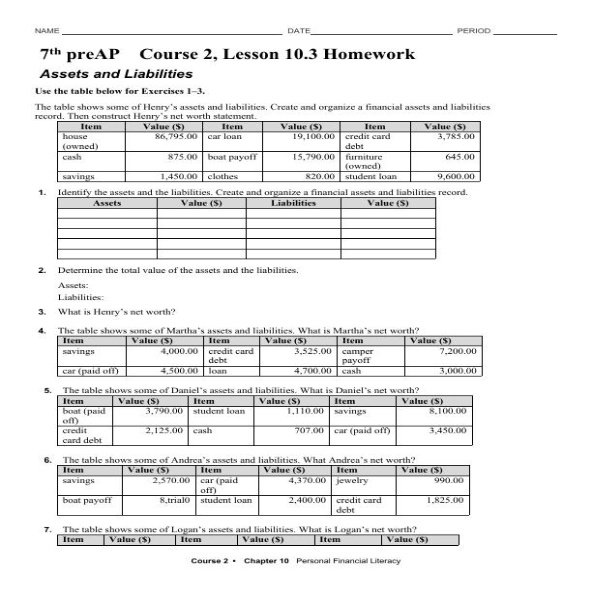 NAME DATE PERIOD
7th preAP Course 2, Lesson 10.3 Homework
Assets and Liabilities
Use the table below for Exercises 1–3.
The table shows some of Henry's assets and liabilities. Create and organize a financial assets and liabilities
record. Then construct Henry's net worth statement.
Item Value ($) Item Value ($) Item Value ($)
house (owned) 86,795.00 car loan 19,100.00 credit card debt 3,785.00
cash 875.00 boat payoff 15,790.00 furniture (owned) 645.00
savings 1,450.00 clothes 820.00 student loan 9,600.00
1. Identify the assets and the liabilities. Create and organize a financial assets and liabilities record.
Assets Value ($) Liabilities Value ($)
2. Determine the total value of the assets and the liabilities.
Assets:
Liabilities:
3. What is Henry's net worth?
4. The table shows some of Martha's assets and liabilities. What is Martha's net worth?
Item Value ($) Item Value ($) Item Value ($)
savings 4,000.00 credit card debt 3,525.00 camper payoff 7,200.00
car (paid off) 4,500.00 loan 4,700.00 cash 3,000.00
5. The table shows some of Daniel's assets and liabilities. What is Daniel's net worth?
Item Value ($) Item Value ($) Item Value ($)
boat (paid off) 3,790.00 student loan 1,110.00 savings 8,100.00
credit card debt 2,125.00 cash 707.00 car (paid off) 3,450.00
6. The table shows some of Andrea's assets and liabilities. What Andrea's net worth?
Item Value ($) Item Value ($) Item Value ($)
savings 2,570.00 car (paid off) 4,370.00 jewelry 990.00
boat payoff 8,trial0 student loan 2,400.00 credit card debt 1,825.00
7. The table shows some of Logan's assets and liabilities. What is Logan's net worth?
Item Value ($) Item Value ($) Item Value ($)
Course 2 • Chapter 10 Personal Financial Literacy